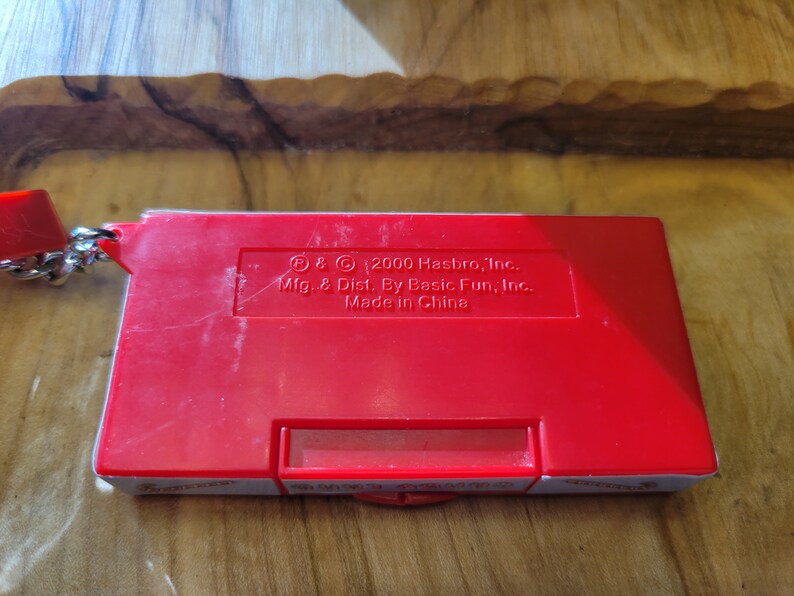 ® & © 2000 Hasbro, Inc.
Mfg. & Dist. By Basic Fun, Inc.
Made in China